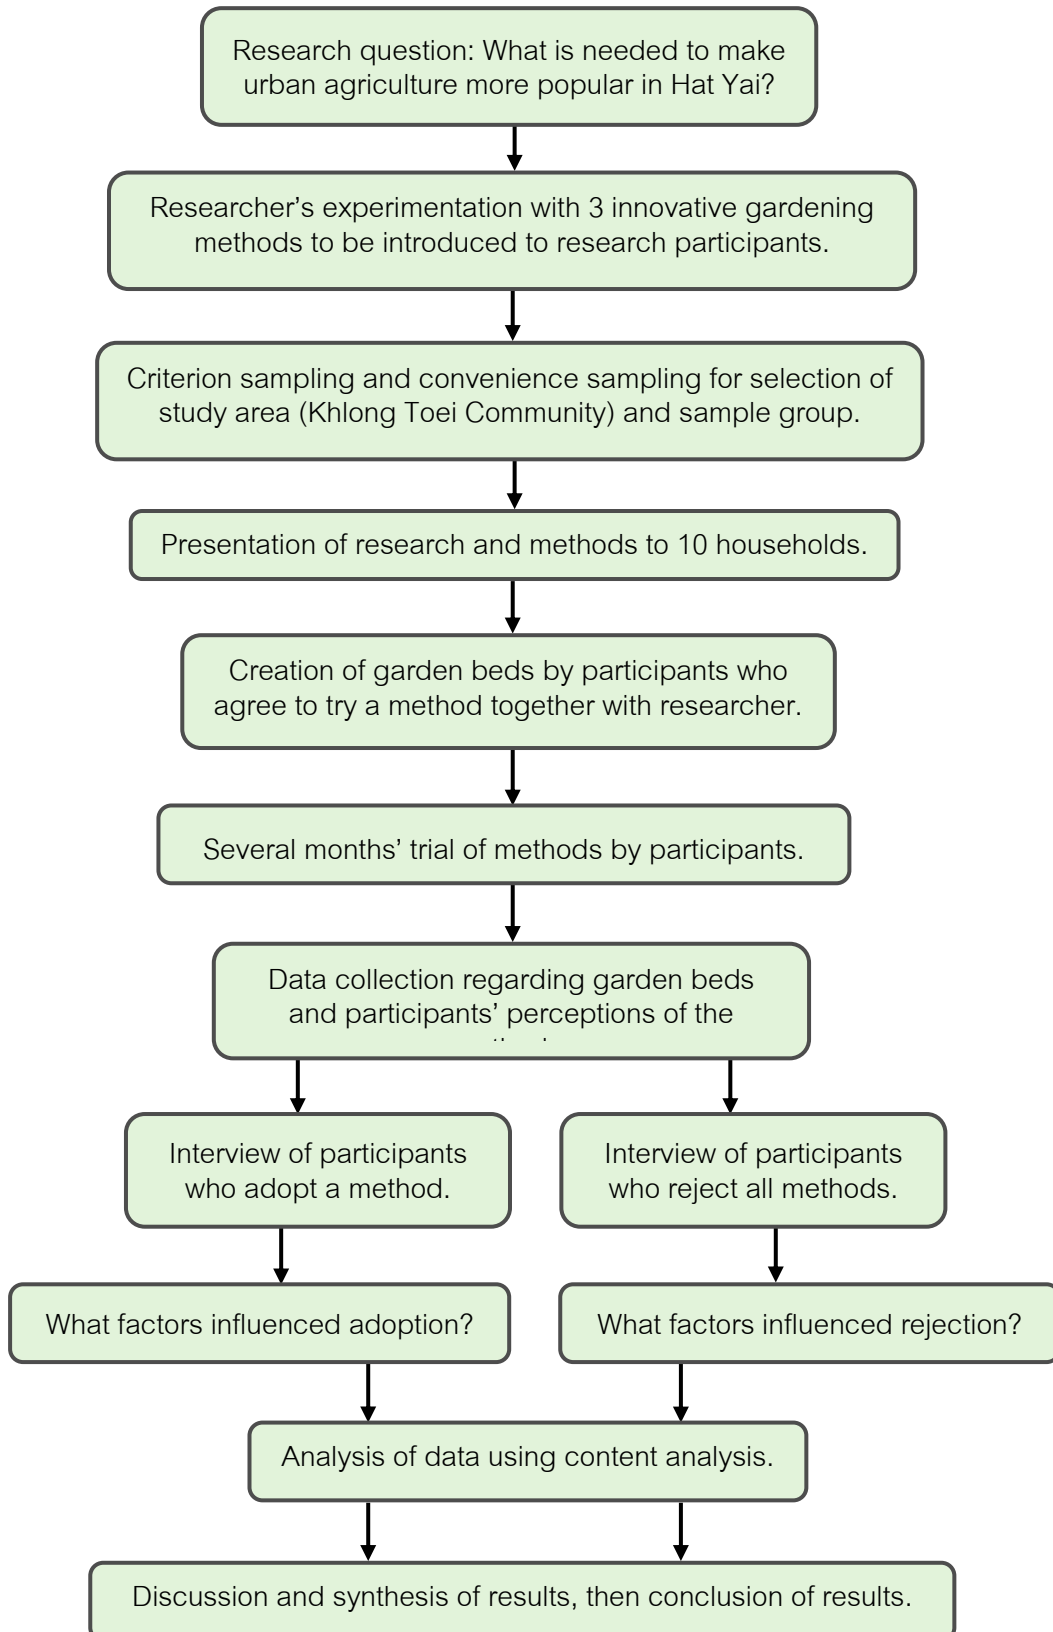 Research question: What is needed to make
urban agriculture more popular in Hat Yai?
Researcher’s experimentation with 3 innovative gardening
methods to be introduced to research participants.
Criterion sampling and convenience sampling for selection of
study area (Khlong Toei Community) and sample group.
Presentation of research and methods to 10 households.
Creation of garden beds by participants who
agree to try a method together with researcher.
Several months’ trial of methods by participants.
Data collection regarding garden beds
and participants’ perceptions of the
Interview of participants
who adopt a method.
Interview of participants
who reject all methods.
What factors influenced adoption?
What factors influenced rejection?
Analysis of data using content analysis.
Discussion and synthesis of results, then conclusion of results.